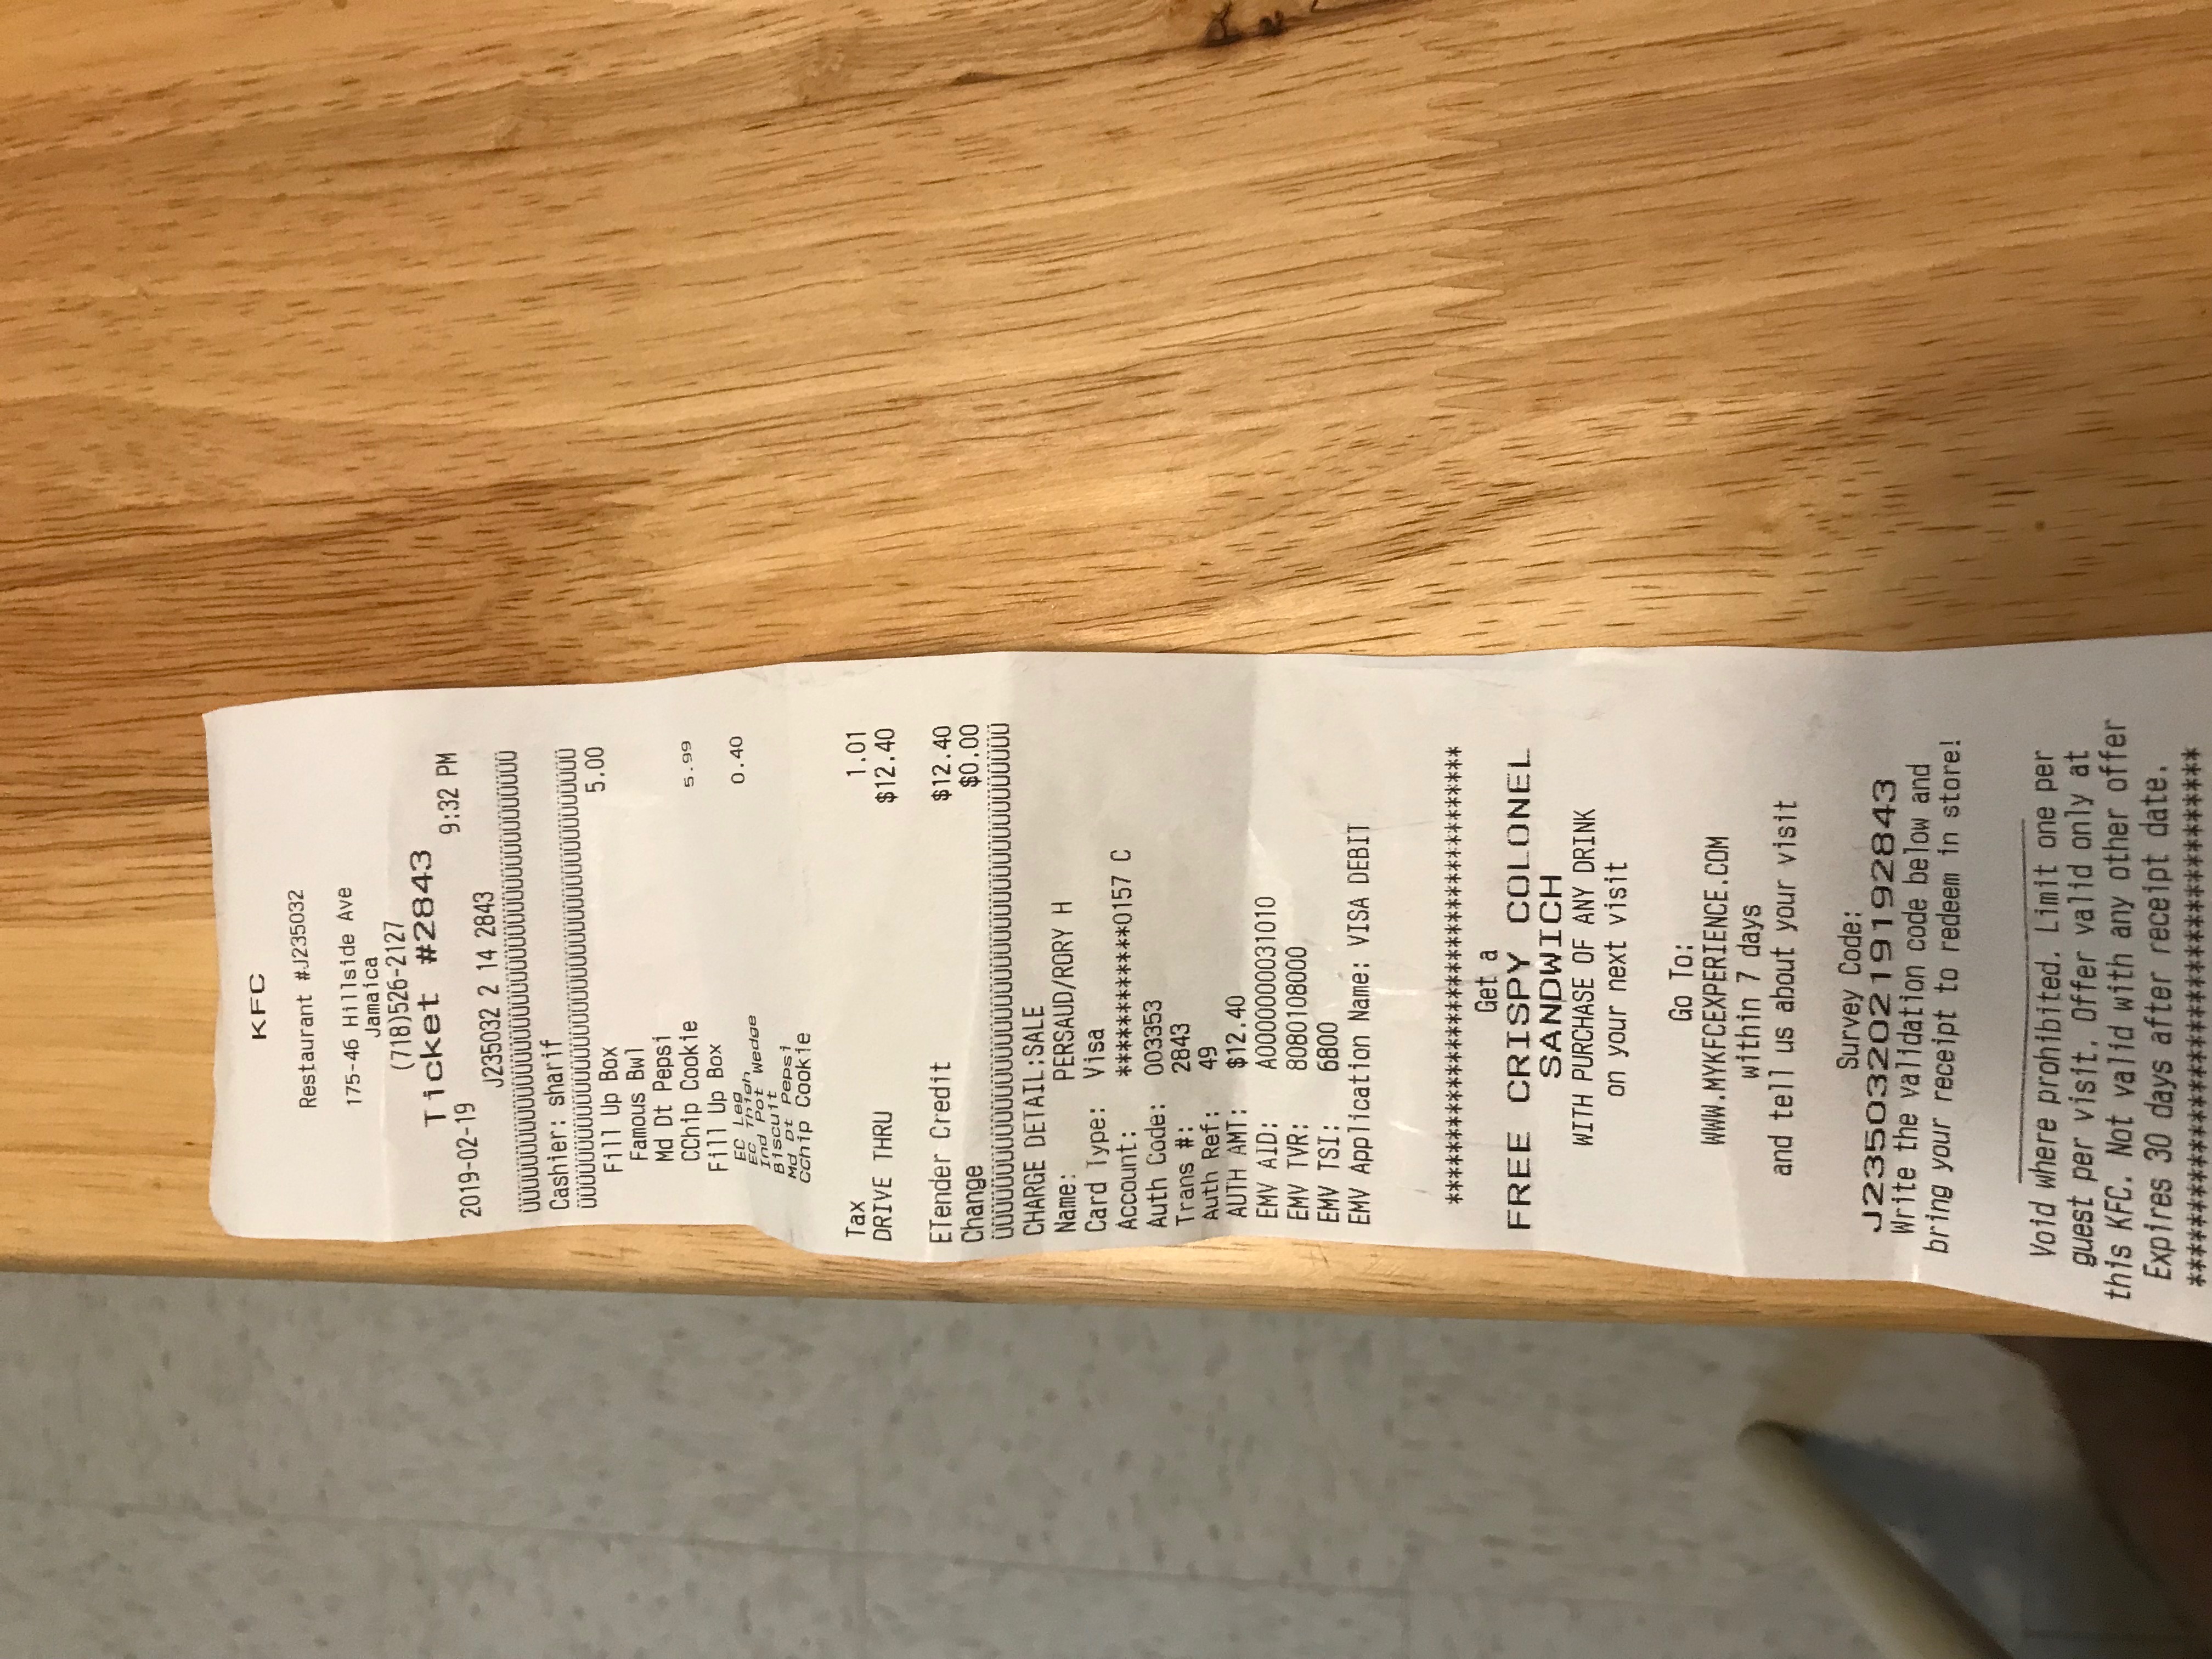 KFC
Restaurant #J235032
175-46 Hillside Ave
Jamaica
(718)526-2127
Ticket #2843
2019-02-19 9:32 PM
J235032 2 14 2843
üüüüüüüüüüüüüüüüüüüüüüüüüüüüüüüüüüüüüüüü
Cashier: sharif
üüüüüüüüüüüüüüüüüüüüüüüüüüüüüüüüüüüüüüüü
Fill Up Box 5.00
Famous Bwl
Md Dt Pepsi
CChip Cookie
Fill Up Box 5.99
EC Leg
EC Thigh 0.40
Ind Pot Wedge
Biscuit
Md Dt Pepsi
CChip Cookie
Tax 1.01
DRIVE THRU $12.40
ETender Credit $12.40
Change $0.00
üüüüüüüüüüüüüüüüüüüüüüüüüüüüüüüüüüüüüüüü
CHARGE DETAIL:SALE
Name: PERSAUD/RORY H
Card Type: Visa
Account: ************0157 C
Auth Code: 003353
Trans #: 2843
Auth Ref: 49
AUTH AMT: $12.40
EMV AID: A0000000031010
EMV TVR: 8080108000
EMV TSI: 6800
EMV Application Name: VISA DEBIT
****************************************
Get a
FREE CRISPY COLONEL
SANDWICH
WITH PURCHASE OF ANY DRINK
on your next visit
Go To:
WWW.MYKFCEXPERIENCE.COM
within 7 days
and tell us about your visit
Survey Code:
J2350320219192843
Write the validation code below and
bring your receipt to redeem in store!
Void where prohibited. Limit one per
guest per visit. Offer valid only at
this KFC. Not valid with any other offer
Expires 30 days after receipt date.
****************************************